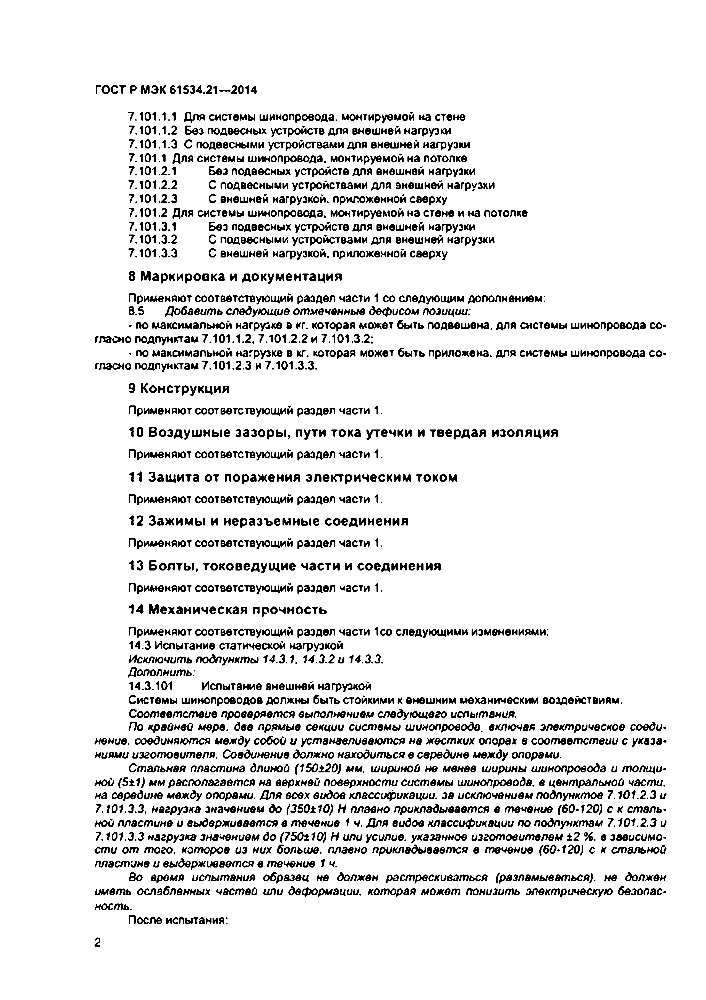 ГОСТ Р МЭК 61534.21—2014
7.101.1.1 Для системы шинопровода, монтируемой на стене
7.101.1.2 Без подвесных устройств для внешней нагрузки
7.101.1.3 С подвесными устройствами для внешней нагрузки
7.101.1 Для системы шинопровода, монтируемой на потолке
7.101.2.1 Без подвесных устройств для внешней нагрузки
7.101.2.2 С подвесными устройствами для внешней нагрузки
7.101.2.3 С внешней нагрузкой, приложенной сверху
7.101.2 Для системы шинопровода, монтируемой на стене и на потолке
7.101.3.1 Без подвесных устройств для внешней нагрузки
7.101.3.2 С подвесными устройствами для внешней нагрузки
7.101.3.3 С внешней нагрузкой, приложенной сверху
8 Маркировка и документация
Применяют соответствующий раздел части 1 со следующим дополнением:
8.5 Добавить следующие отмеченные дефисом позиции:
- по максимальной нагрузке в кг, которая может быть подвешена, для системы шинопровода со-
гласно подпунктам 7.101.1.2, 7.101.2.2 и 7.101.3.2;
- по максимальной нагрузке в кг, которая может быть приложена, для системы шинопровода со-
гласно подпунктам 7.101.2.3 и 7.101.3.3.
9 Конструкция
Применяют соответствующий раздел части 1.
10 Воздушные зазоры, пути тока утечки и твердая изоляция
Применяют соответствующий раздел части 1.
11 Защита от поражения электрическим током
Применяют соответствующий раздел части 1.
12 Зажимы и неразъемные соединения
Применяют соответствующий раздел части 1.
13 Болты, токоведущие части и соединения
Применяют соответствующий раздел части 1.
14 Механическая прочность
Применяют соответствующий раздел части 1со следующими изменениями:
14.3 Испытание статической нагрузкой
Исключить подпункты 14.3.1, 14.3.2 и 14.3.3.
Дополнить:
14.3.101 Испытание внешней нагрузкой
Системы шинопроводов должны быть стойкими к внешним механическим воздействиям.
Соответствие проверяется выполнением следующего испытания.
По крайней мере, две прямые секции системы шинопровода, включая электрическое соеди-
нение, соединяются между собой и устанавливаются на жестких опорах в соответствии с указа-
ниями изготовителя. Соединение должно находиться в середине между опорами.
Стальная пластина длиной (150±20) мм, шириной не менее ширины шинопровода и толщи-
ной (5±1) мм располагается на верхней поверхности системы шинопровода, в центральной части,
на середине между опорами. Для всех видов классификации, за исключением подпунктов 7.101.2.3 и
7.101.3.3, нагрузка значением до (350±10) Н плавно прикладывается в течение (60-120) с к сталь-
ной пластине и выдерживается в течение 1 ч. Для видов классификации по подпунктам 7.101.2.3 и
7.101.3.3 нагрузка значением до (750±10) Н или усилие, указанное изготовителем ±2 %, в зависимо-
сти от того, которое из них больше, плавно прикладывается в течение (60-120) с к стальной
пластине и выдерживается в течение 1 ч.
Во время испытания образец не должен растрескиваться (разламываться), не должен
иметь ослабленных частей или деформации, которая может понизить электрическую безопас-
ность.
После испытания:
2